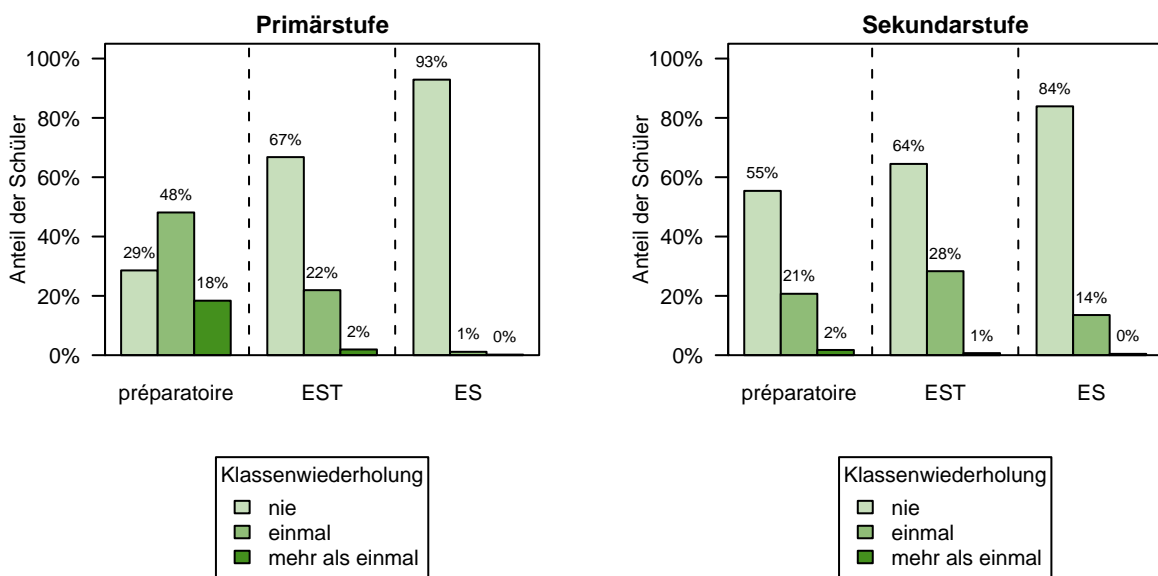 Primärstufe
Anteil der Schüler
100%
80%
60%
40%
20%
0%
29%
48%
18%
67%
22%
2%
93%
1%
0%
préparatoire
EST
ES
Klassenwiederholung
nie
einmal
mehr als einmal
Sekundarstufe
Anteil der Schüler
100%
80%
60%
40%
20%
0%
55%
21%
2%
64%
28%
1%
84%
14%
0%
préparatoire
EST
ES
Klassenwiederholung
nie
einmal
mehr als einmal